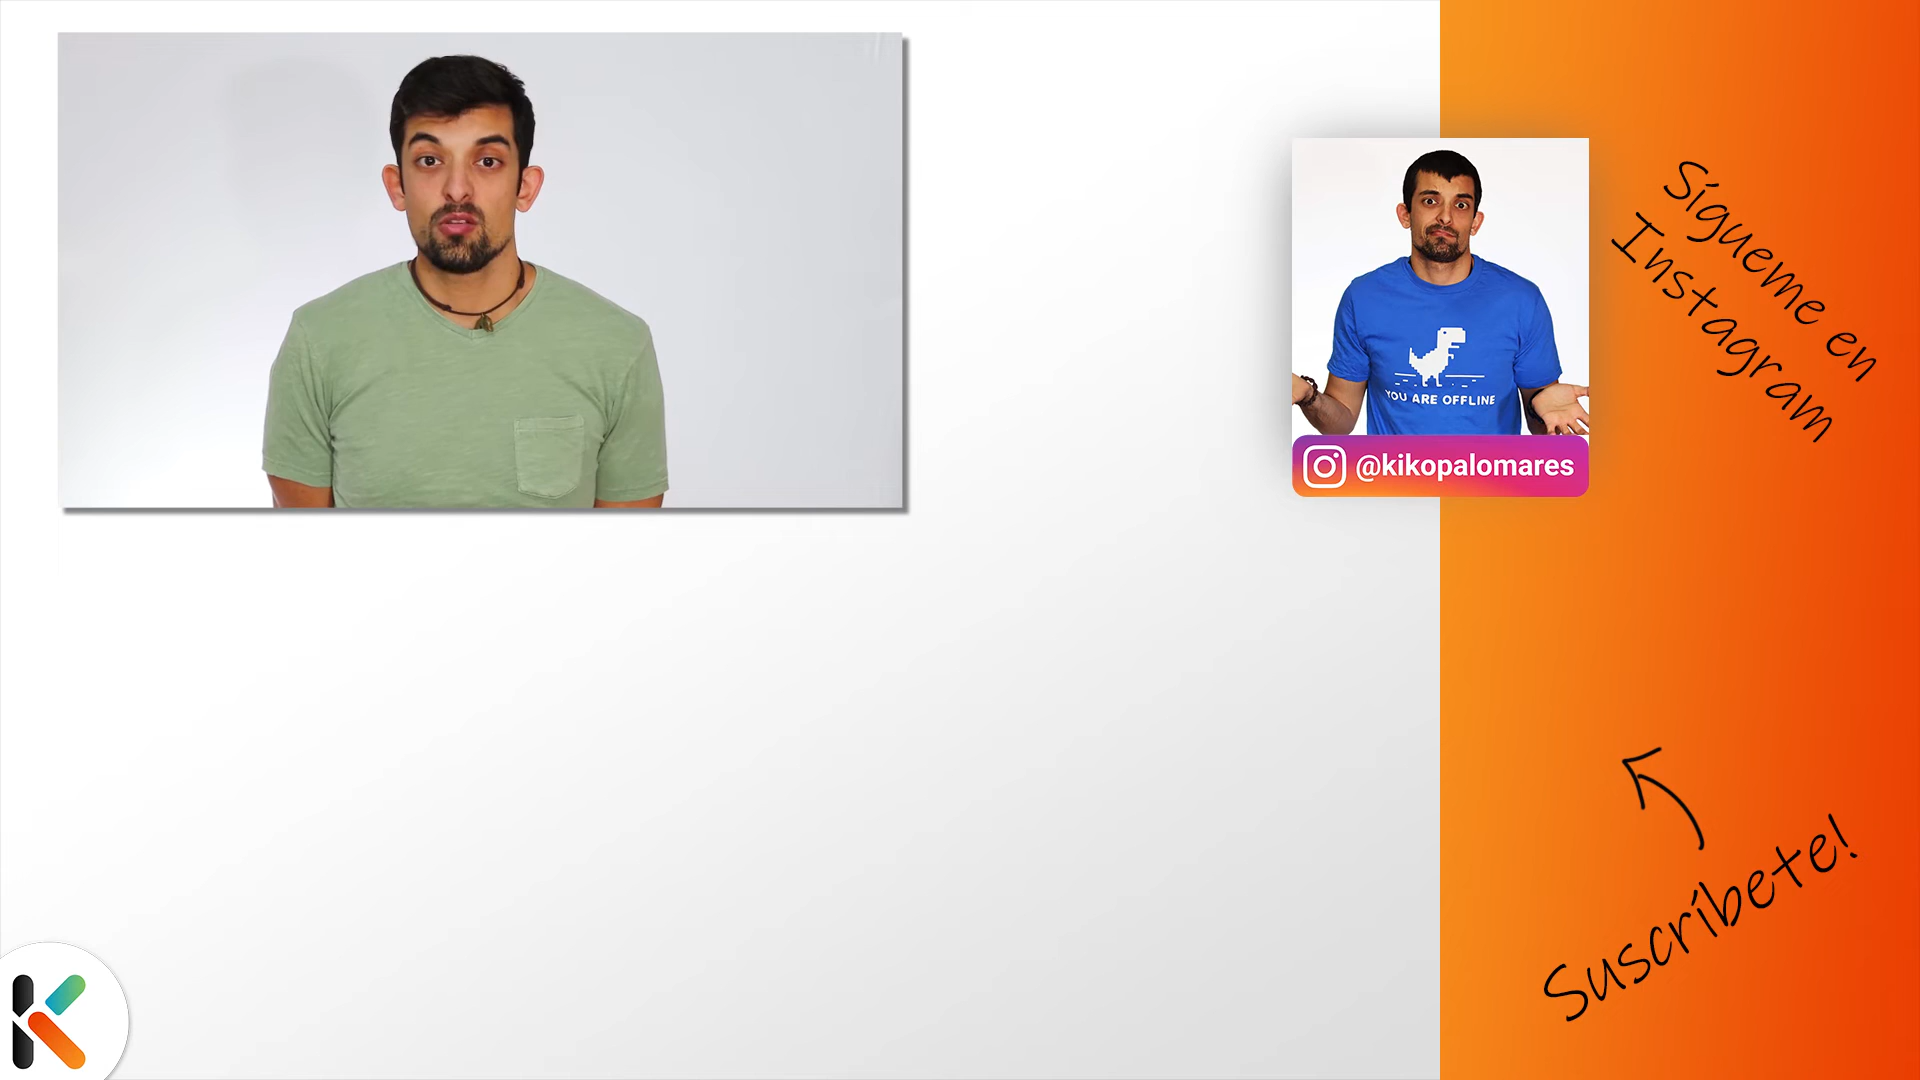 Sígueme en
Instagram
YOU ARE OFFLINE
@kikopalomares
Suscríbete!